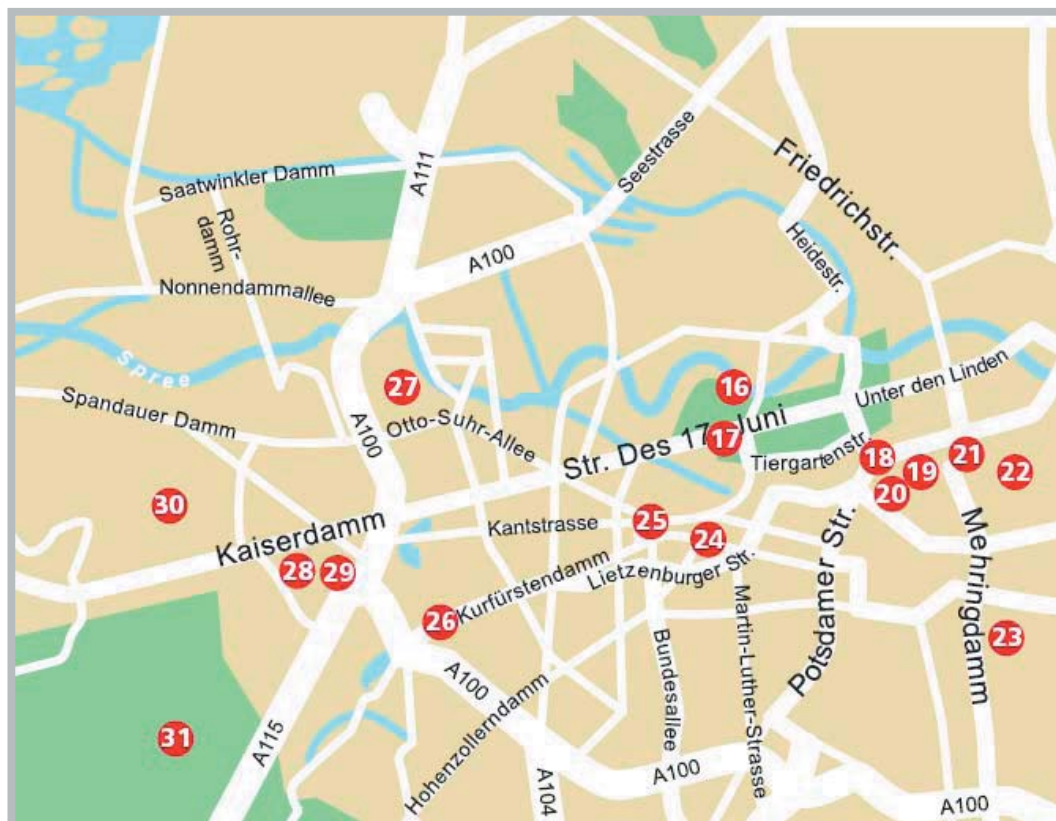 A111
Seestrasse
Saatwinkler Damm
Friedrichstr.
Rohr-
damm
Heidestr.
A100
Nonnendammallee
Spree
27
16
Unter den Linden
Spandauer Damm
Otto-Suhr-Allee
A100
Str. Des 17. Juni
17
Tiergartenstr.
18
21
19
22
20
30
Kaiserdamm
Kantstrasse
25
24
Potsdamer Str.
Mehringdamm
28
29
Kurfürstendamm
Lietzenburger Str.
26
Martin-Luther-Strasse
Bundesallee
23
A100
Hohenzollerndamm
31
A115
A104
A100
A100